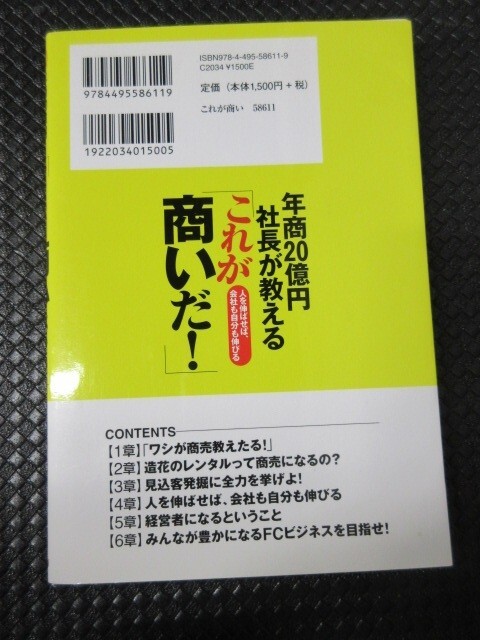 ISBN978-4-495-58611-9
C2034 ¥1500E
定価（本体1,500円＋税）
これが商い　58611
9784495586119
1922034015005
年商20億円
社長が教える
「これが
商いだ！」
人を伸ばせば、
会社も自分も伸びる
CONTENTS
【1章】「ワシが商売教えたる！」
【2章】造花のレンタルって商売になるの？
【3章】見込客発掘に全力を挙げよ！
【4章】人を伸ばせば、会社も自分も伸びる
【5章】経営者になるということ
【6章】みんなが豊かになるFCビジネスを目指せ！